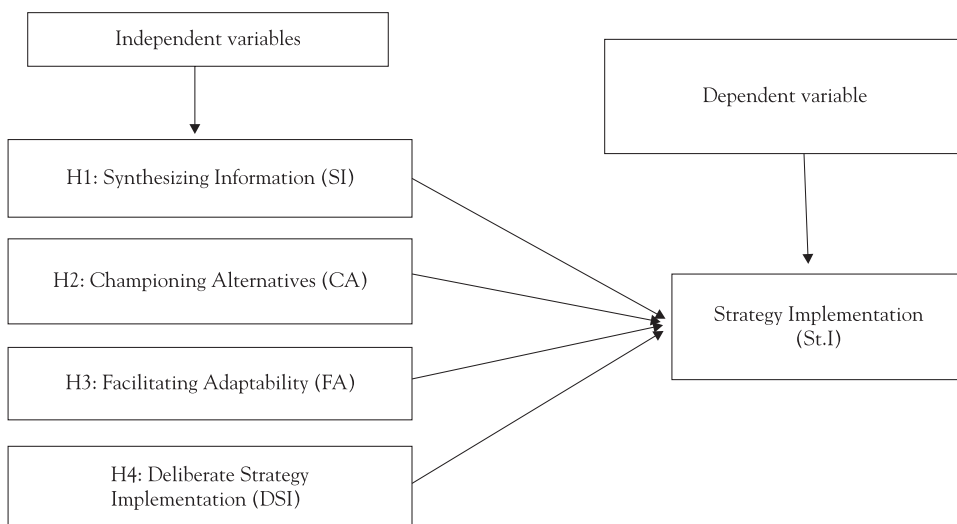 Independent variables
Dependent variable
H1: Synthesizing Information (SI)
H2: Championing Alternatives (CA)
H3: Facilitating Adaptability (FA)
H4: Deliberate Strategy
Implementation (DSI)
Strategy Implementation
(St.I)